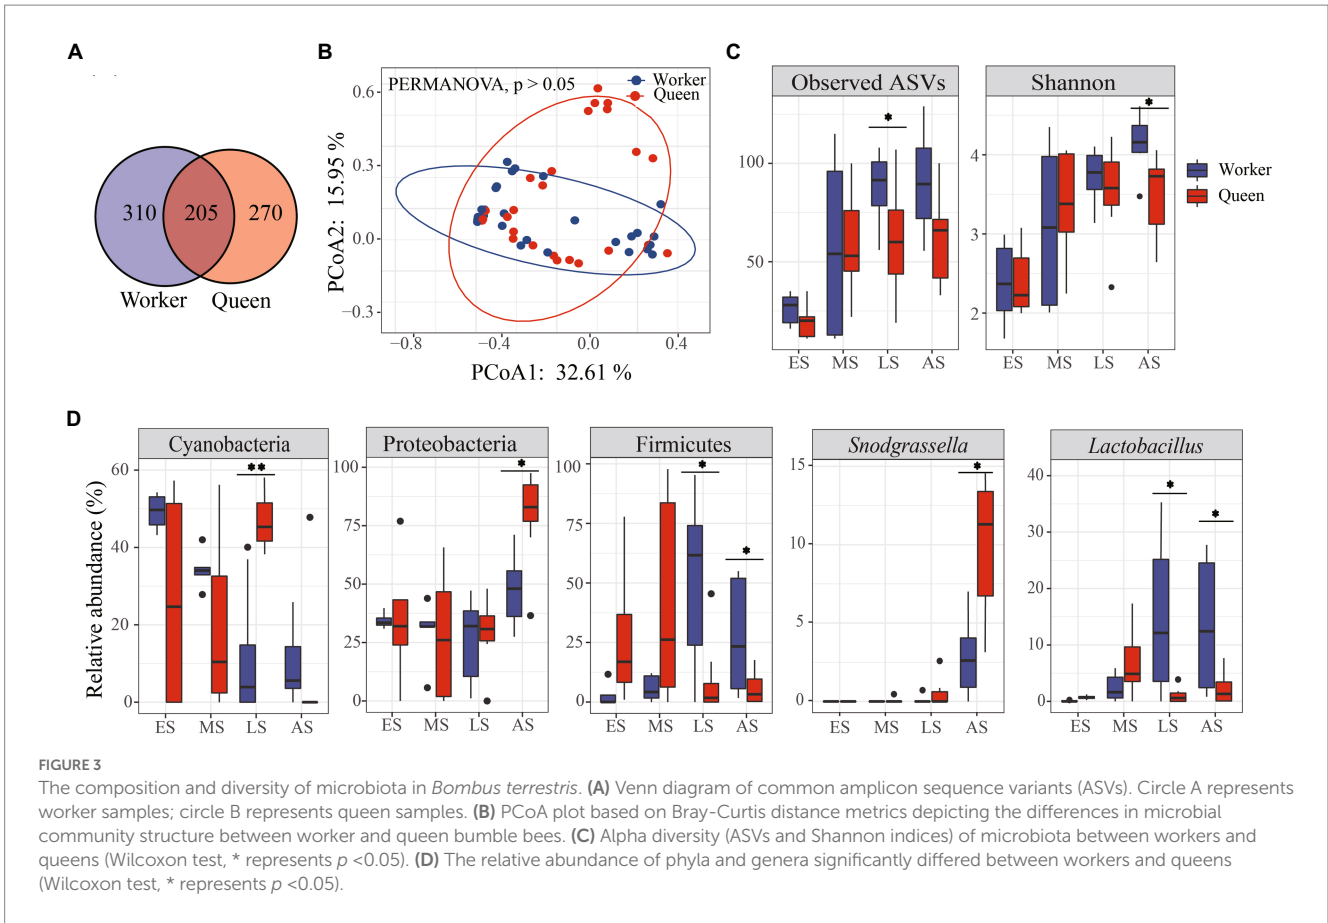 A
310
205
270
Worker
Queen
B
PERMANOVA, p > 0.05
Worker
Queen
PCoA2: 15.95 %
0.6
0.3
0.0
−0.3
−0.8
−0.4
0.0
0.4
PCoA1: 32.61 %
C
Observed ASVs
100
50
*
ES MS LS AS
Shannon
4
3
2
*
ES MS LS AS
Worker
Queen
D
Relative abundance (%)
Cyanobacteria
60
40
20
0
**
ES MS LS AS
Proteobacteria
100
75
50
25
0
*
ES MS LS AS
Firmicutes
100
75
50
25
0
*
*
ES MS LS AS
Snodgrassella
15
10
5
0
*
ES MS LS AS
Lactobacillus
40
30
20
10
0
*
*
ES MS LS AS
FIGURE 3
The composition and diversity of microbiota in Bombus terrestris. (A) Venn diagram of common amplicon sequence variants (ASVs). Circle A represents
worker samples; circle B represents queen samples. (B) PCoA plot based on Bray-Curtis distance metrics depicting the differences in microbial
community structure between worker and queen bumble bees. (C) Alpha diversity (ASVs and Shannon indices) of microbiota between workers and
queens (Wilcoxon test, * represents p <0.05). (D) The relative abundance of phyla and genera significantly differed between workers and queens
(Wilcoxon test, * represents p <0.05).